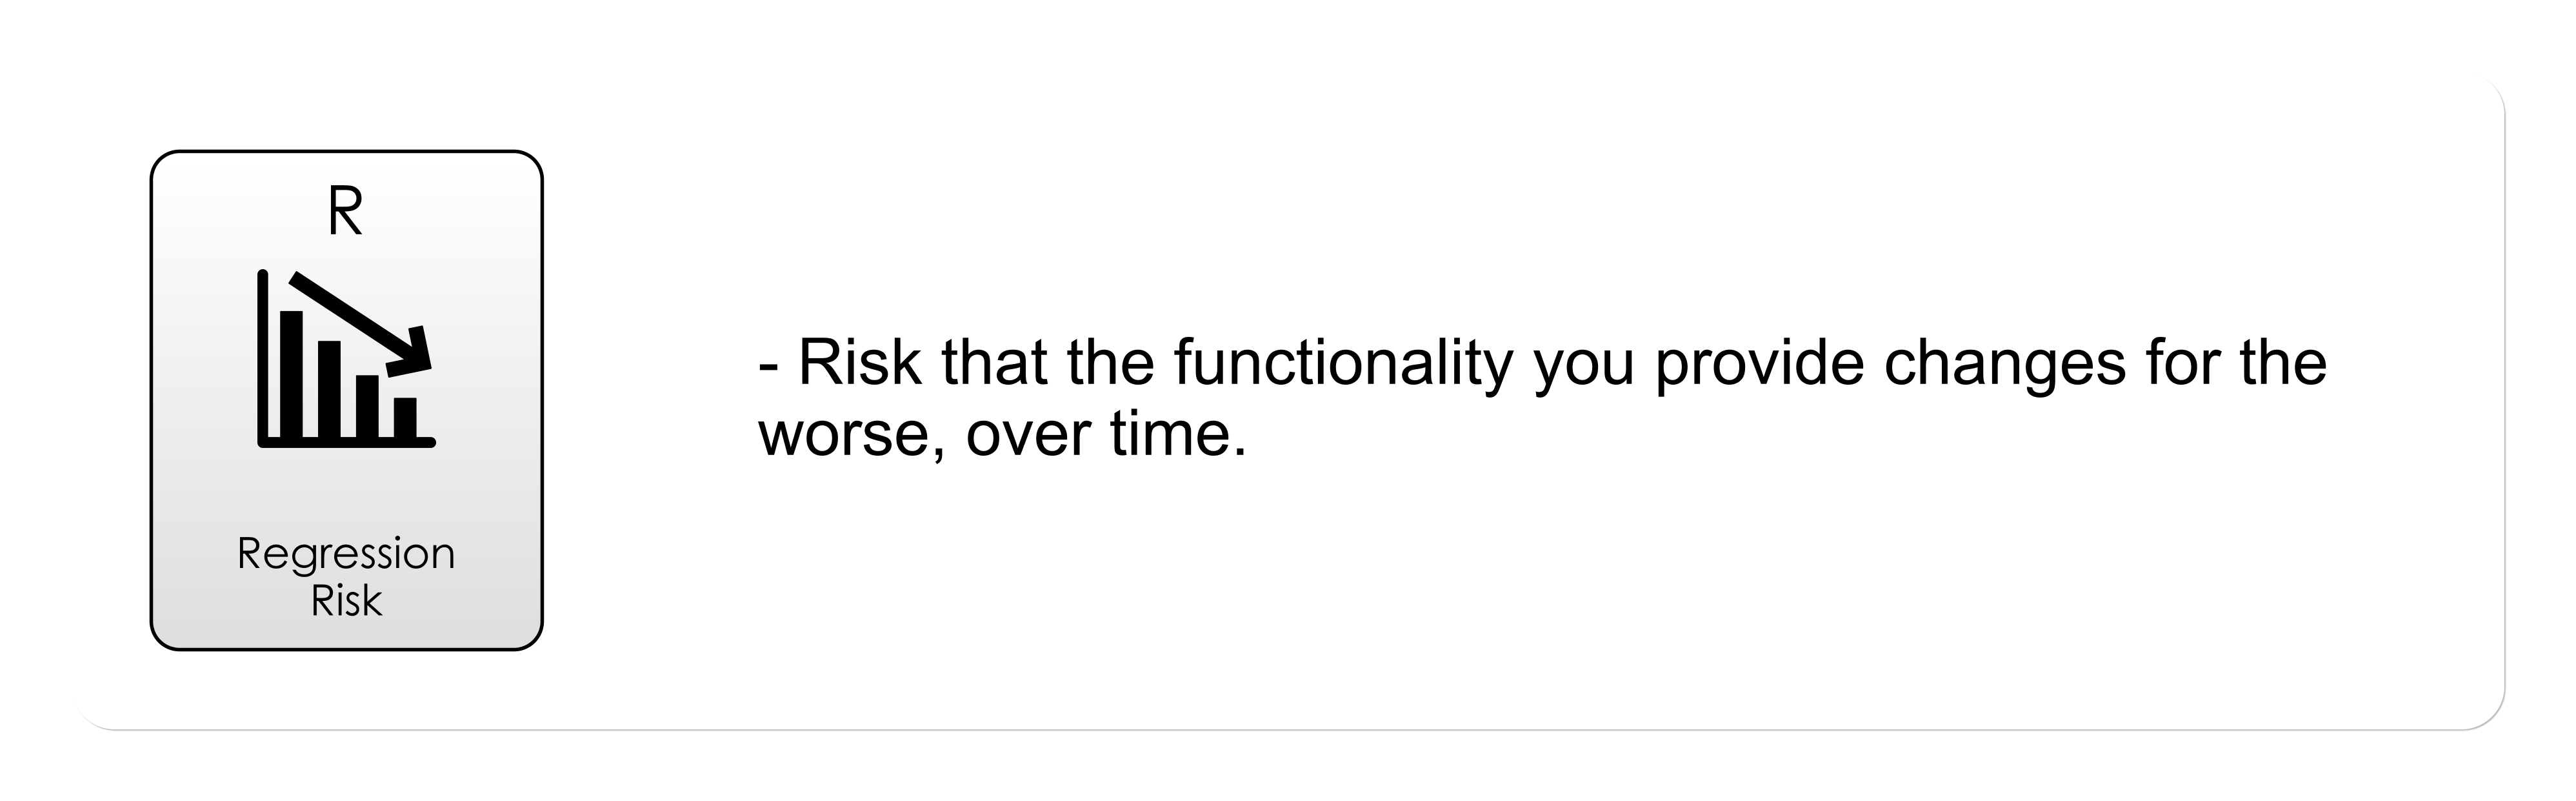 R
Regression
Risk
- Risk that the functionality you provide changes for the
worse, over time.